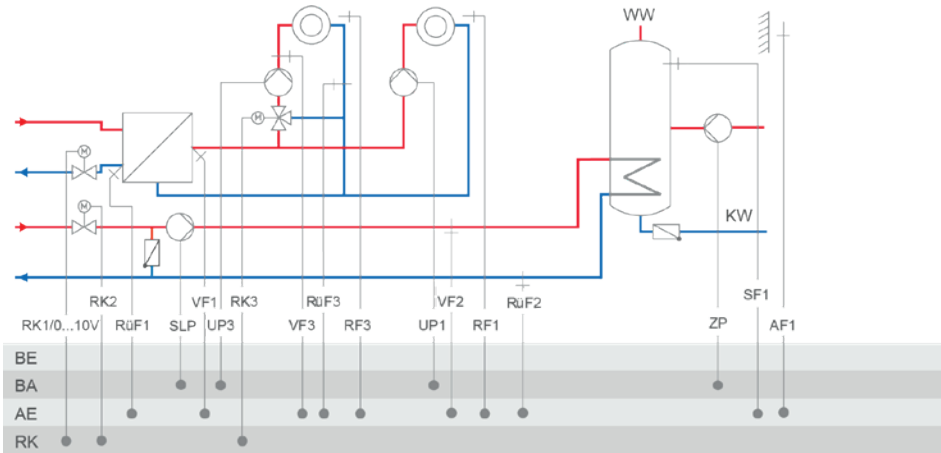 WW
M
M
M
KW
RK2
VF1
RK3
RüF3
VF2
RüF2
SF1
RK1/0...10V
RüF1
SLP
UP3
VF3
RF3
UP1
RF1
ZP
AF1
BE
BA
AE
RK